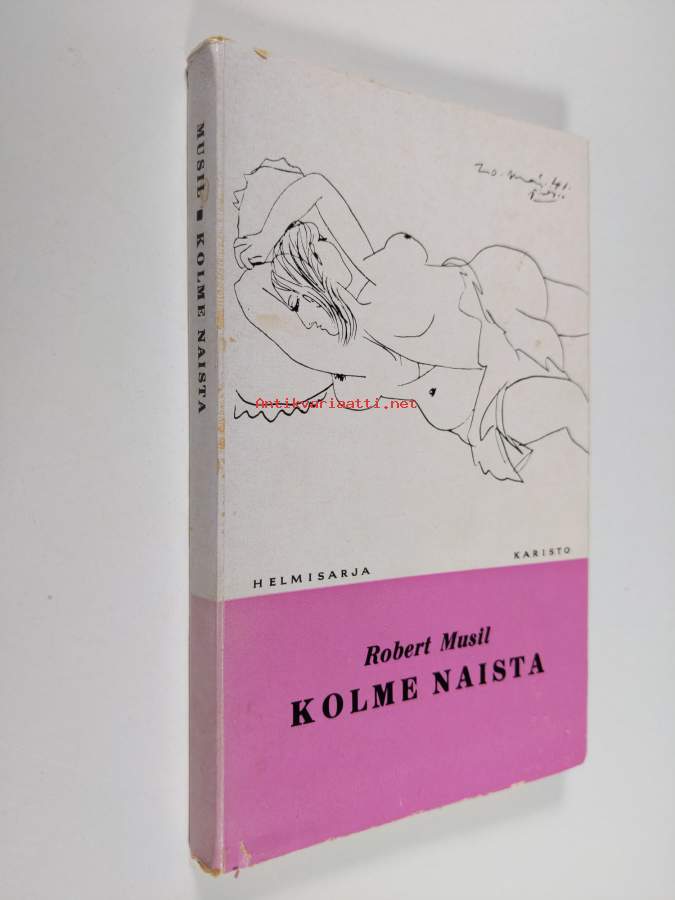 MUSIL ■ KOLME NAISTA
Antikvariaatti.net
HELMISARJA
KARISTO
Robert Musil
KOLME NAISTA